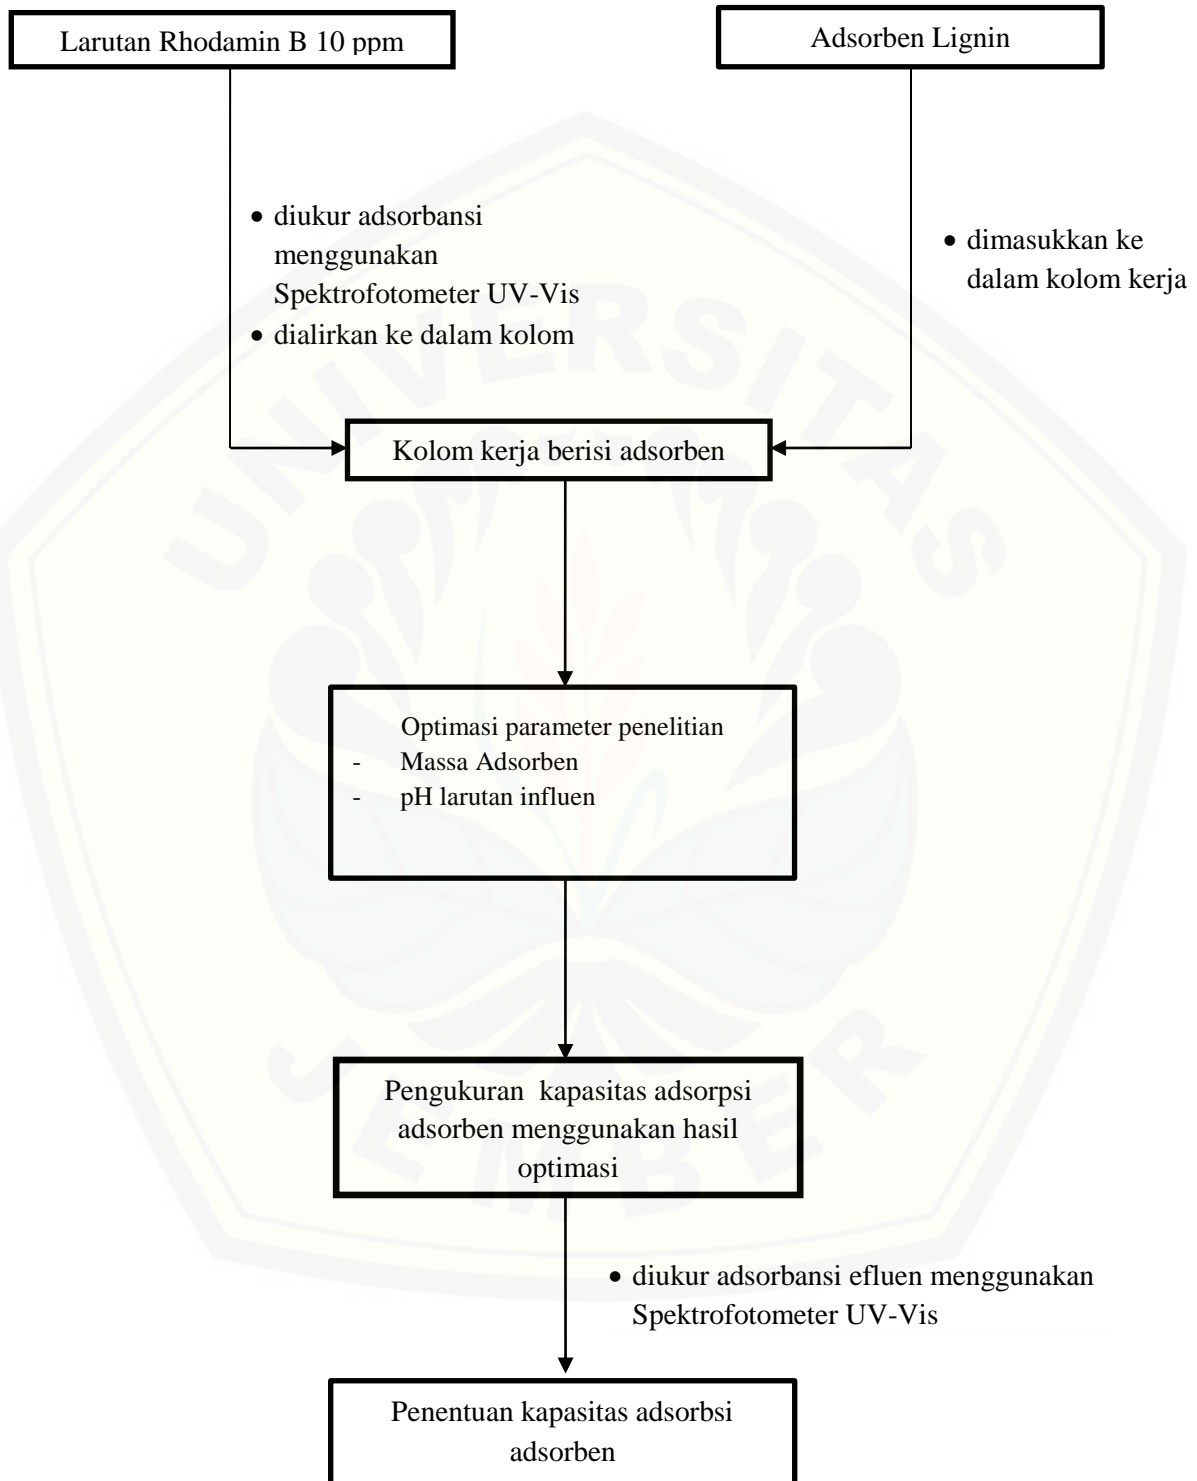 Larutan Rhodamin B 10 ppm
Adsorben Lignin
• diukur adsorbansi
menggunakan
Spektrofotometer UV-Vis
• dialirkan ke dalam kolom
• dimasukkan ke
dalam kolom kerja
Kolom kerja berisi adsorben
Optimasi parameter penelitian
- Massa Adsorben
- pH larutan influen
Pengukuran kapasitas adsorpsi
adsorben menggunakan hasil
optimasi
• diukur adsorbansi efluen menggunakan
Spektrofotometer UV-Vis
Penentuan kapasitas adsorbsi
adsorben
UNIVERSITAS
JEMBER